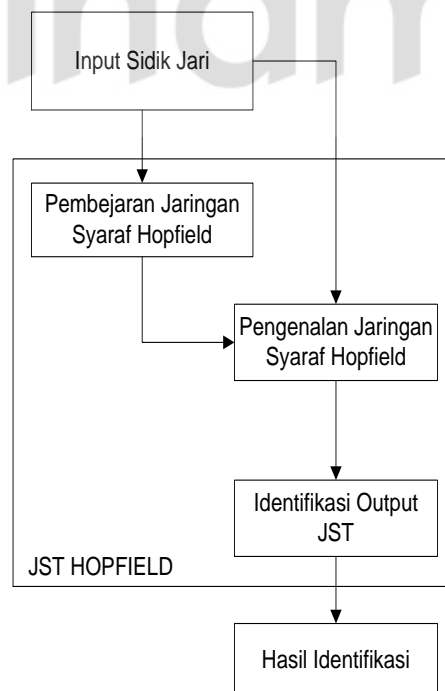 Input Sidik Jari
Pembejaran Jaringan
Syaraf Hopfield
Pengenalan Jaringan
Syaraf Hopfield
Identifikasi Output
JST
JST HOPFIELD
Hasil Identifikasi